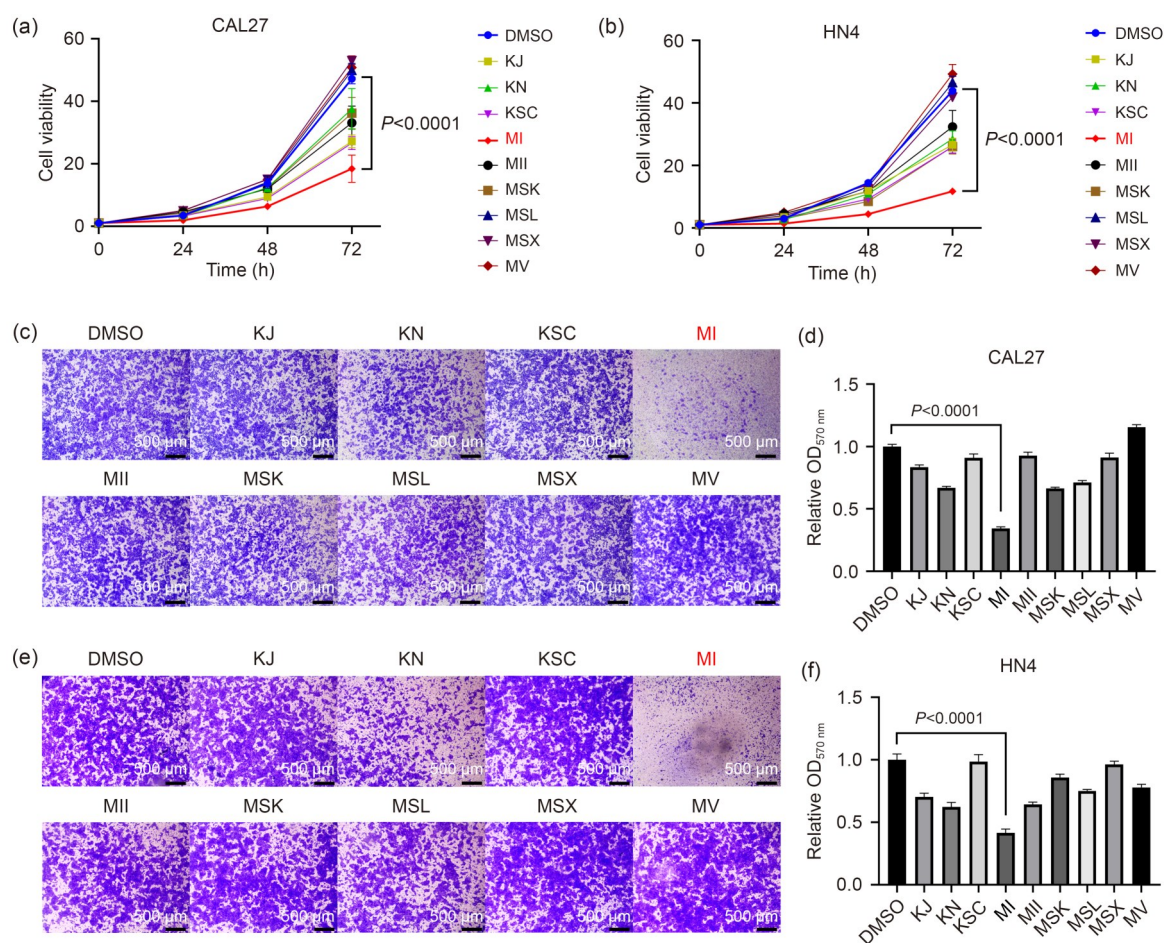 (a)
CAL27
Cell viability
60
40
20
0
0 24 48 72
Time (h)
P<0.0001
DMSO
KJ
KN
KSC
MI
MII
MSK
MSL
MSX
MV
(b)
HN4
Cell viability
60
40
20
0
0 24 48 72
Time (h)
P<0.0001
DMSO
KJ
KN
KSC
MI
MII
MSK
MSL
MSX
MV
(c)
DMSO KJ KN KSC MI
500 μm 500 μm 500 μm 500 μm 500 μm
MII MSK MSL MSX MV
500 μm 500 μm 500 μm 500 μm 500 μm
(d)
CAL27
Relative OD570 nm
1.5
1.0
0.5
0.0
P<0.0001
DMSO KJ KN KSC MI MII MSK MSL MSX MV
(e)
DMSO KJ KN KSC MI
500 μm 500 μm 500 μm 500 μm 500 μm
MII MSK MSL MSX MV
500 μm 500 μm 500 μm 500 μm 500 μm
(f)
HN4
Relative OD570 nm
1.5
1.0
0.5
0.0
P<0.0001
DMSO KJ KN KSC MI MII MSK MSL MSX MV